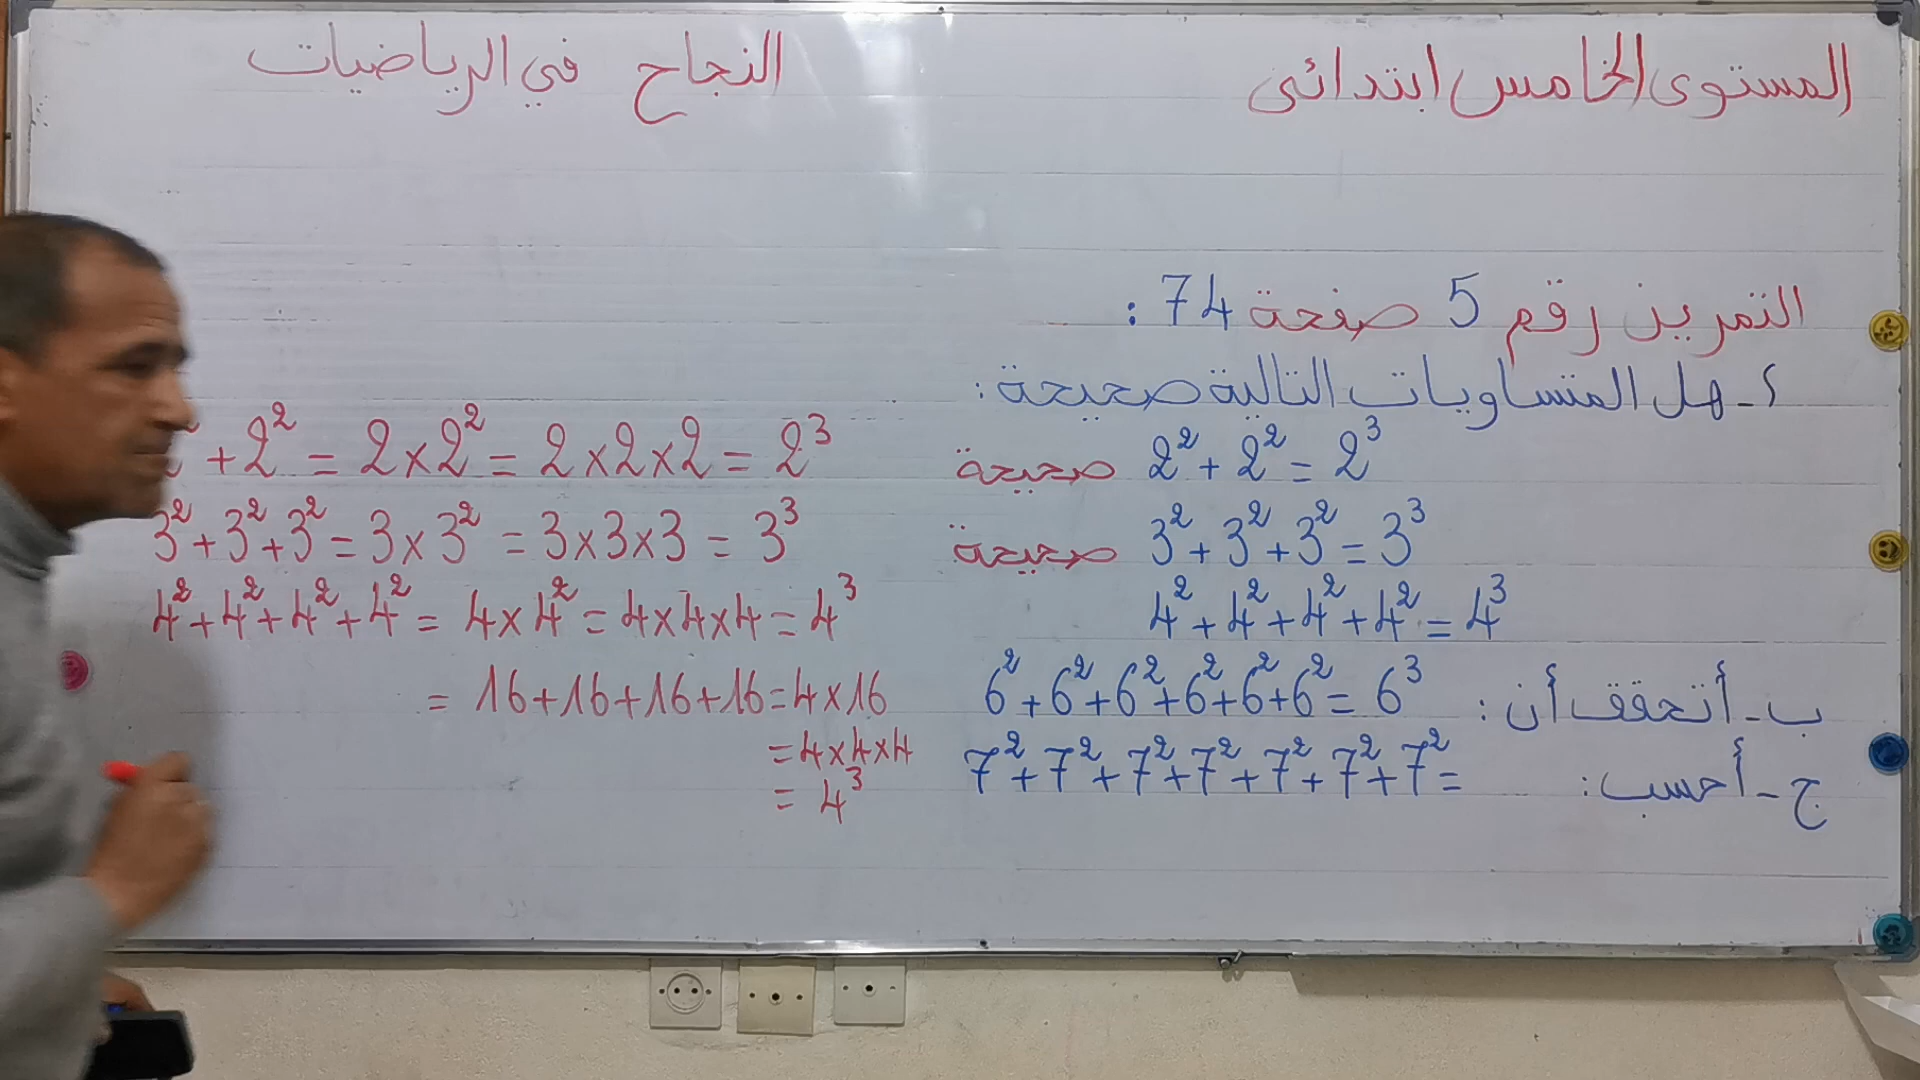 المستوى الخامس ابتدائي النجاح في الرياضيات
التمرين رقم 5 صفحة 74 :
أ - هل المتساويات التالية صحيحة :
2² + 2² = 2³ صحيحة
3² + 3² + 3² = 3³ صحيحة
4² + 4² + 4² + 4² = 4³
ب - أتحقق أن : 6² + 6² + 6² + 6² + 6² + 6² = 6³
ج - أحسب : 7² + 7² + 7² + 7² + 7² + 7² + 7² =
+ 2² = 2 × 2² = 2 × 2 × 2 = 2³
3² + 3² + 3² = 3 × 3² = 3 × 3 × 3 = 3³
4² + 4² + 4² + 4² = 4 × 4² = 4 × 4 × 4 = 4³
= 16 + 16 + 16 + 16 = 4 × 16
= 4 × 4 × 4
= 4³